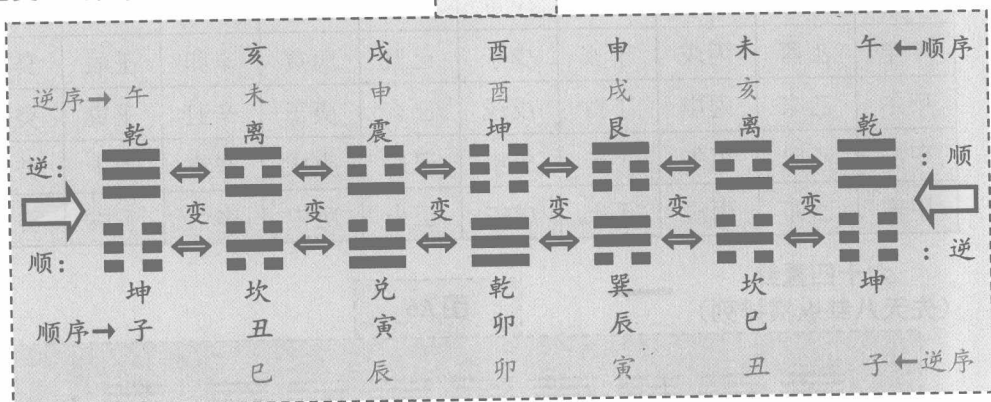 亥 戌 酉 申 未 午←顺序
逆序→午 未 申 酉 戌 亥
乾 离 震 坤 艮 离 乾
逆: :顺
变 变 变 变 变 变
顺: :逆
坤 坎 兑 乾 巽 坎 坤
顺序→子 丑 寅 卯 辰 巳
巳 辰 卯 寅 丑 子←逆序